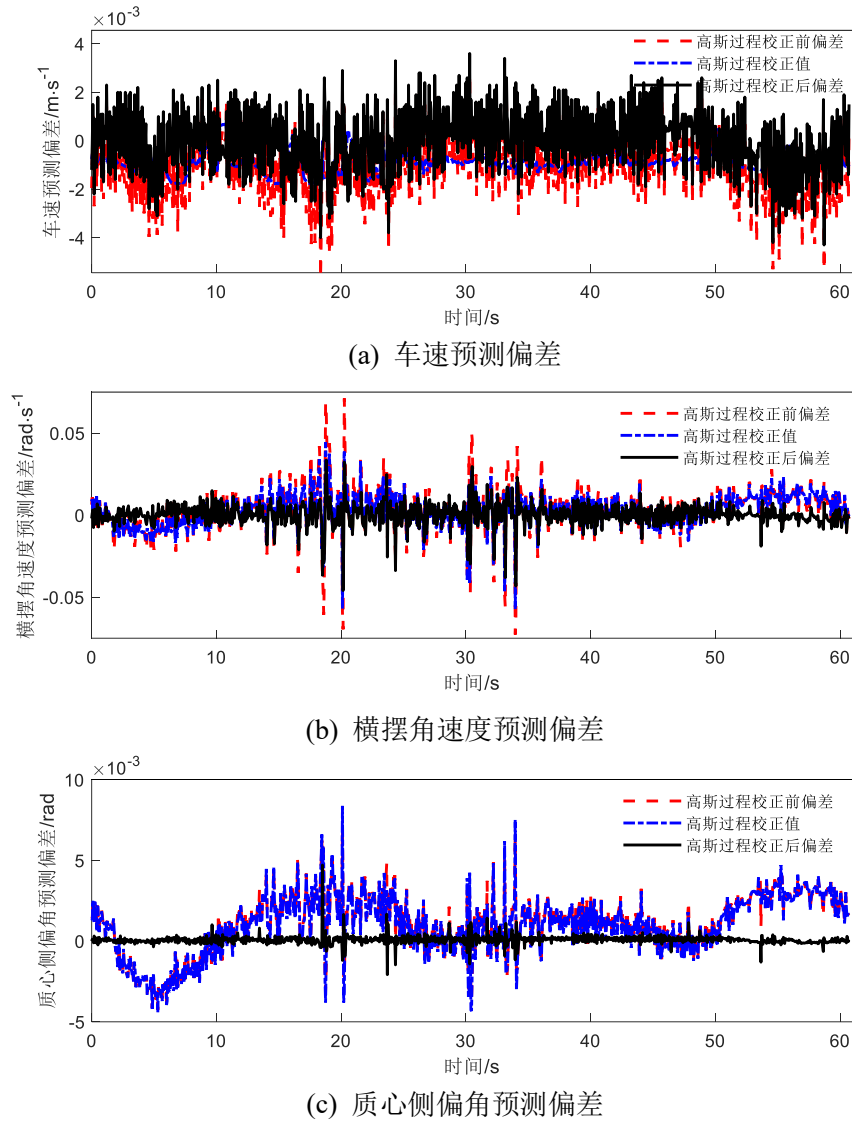 ×10⁻³
4
2
0
-2
-4
车速预测偏差/m·s⁻¹
高斯过程校正前偏差
高斯过程校正值
高斯过程校正后偏差
0 10 20 30 40 50 60
时间/s
(a) 车速预测偏差
0.05
0
-0.05
横摆角速度预测偏差/rad·s⁻¹
高斯过程校正前偏差
高斯过程校正值
高斯过程校正后偏差
0 10 20 30 40 50 60
时间/s
(b) 横摆角速度预测偏差
×10⁻³
10
5
0
-5
质心侧偏角预测偏差/rad
高斯过程校正前偏差
高斯过程校正值
高斯过程校正后偏差
0 10 20 30 40 50 60
时间/s
(c) 质心侧偏角预测偏差